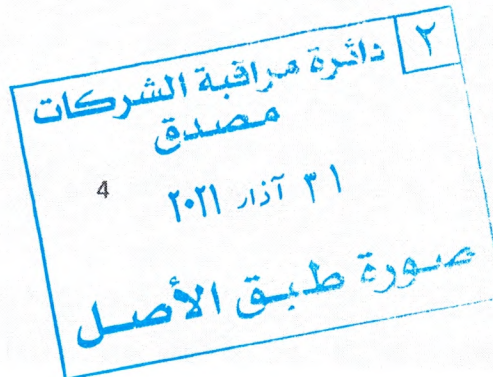 ٢
دائرة مراقبة الشركات
مصدق
4
٣١ آذار ٢٠٢١
صورة طبق الأصل